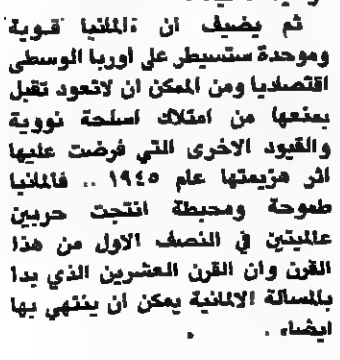 ثم يضيف ان «المانيا قوية
وموحدة ستسيطر على اوربا الوسطى
اقتصاديا ومن الممكن ان لاتعود تقبل
بمنعها من امتلاك اسلحة نووية
والقيود الاخرى التي فرضت عليها
اثر هزيمتها عام ١٩٤٥ .. فالمانيا
طموحة ومحبطة انتجت حربين
عالميتين في النصف الاول من هذا
القرن وان القرن العشرين الذي بدا
بالمسالة الالمانية يمكن ان ينتهي بها
ايضا» .